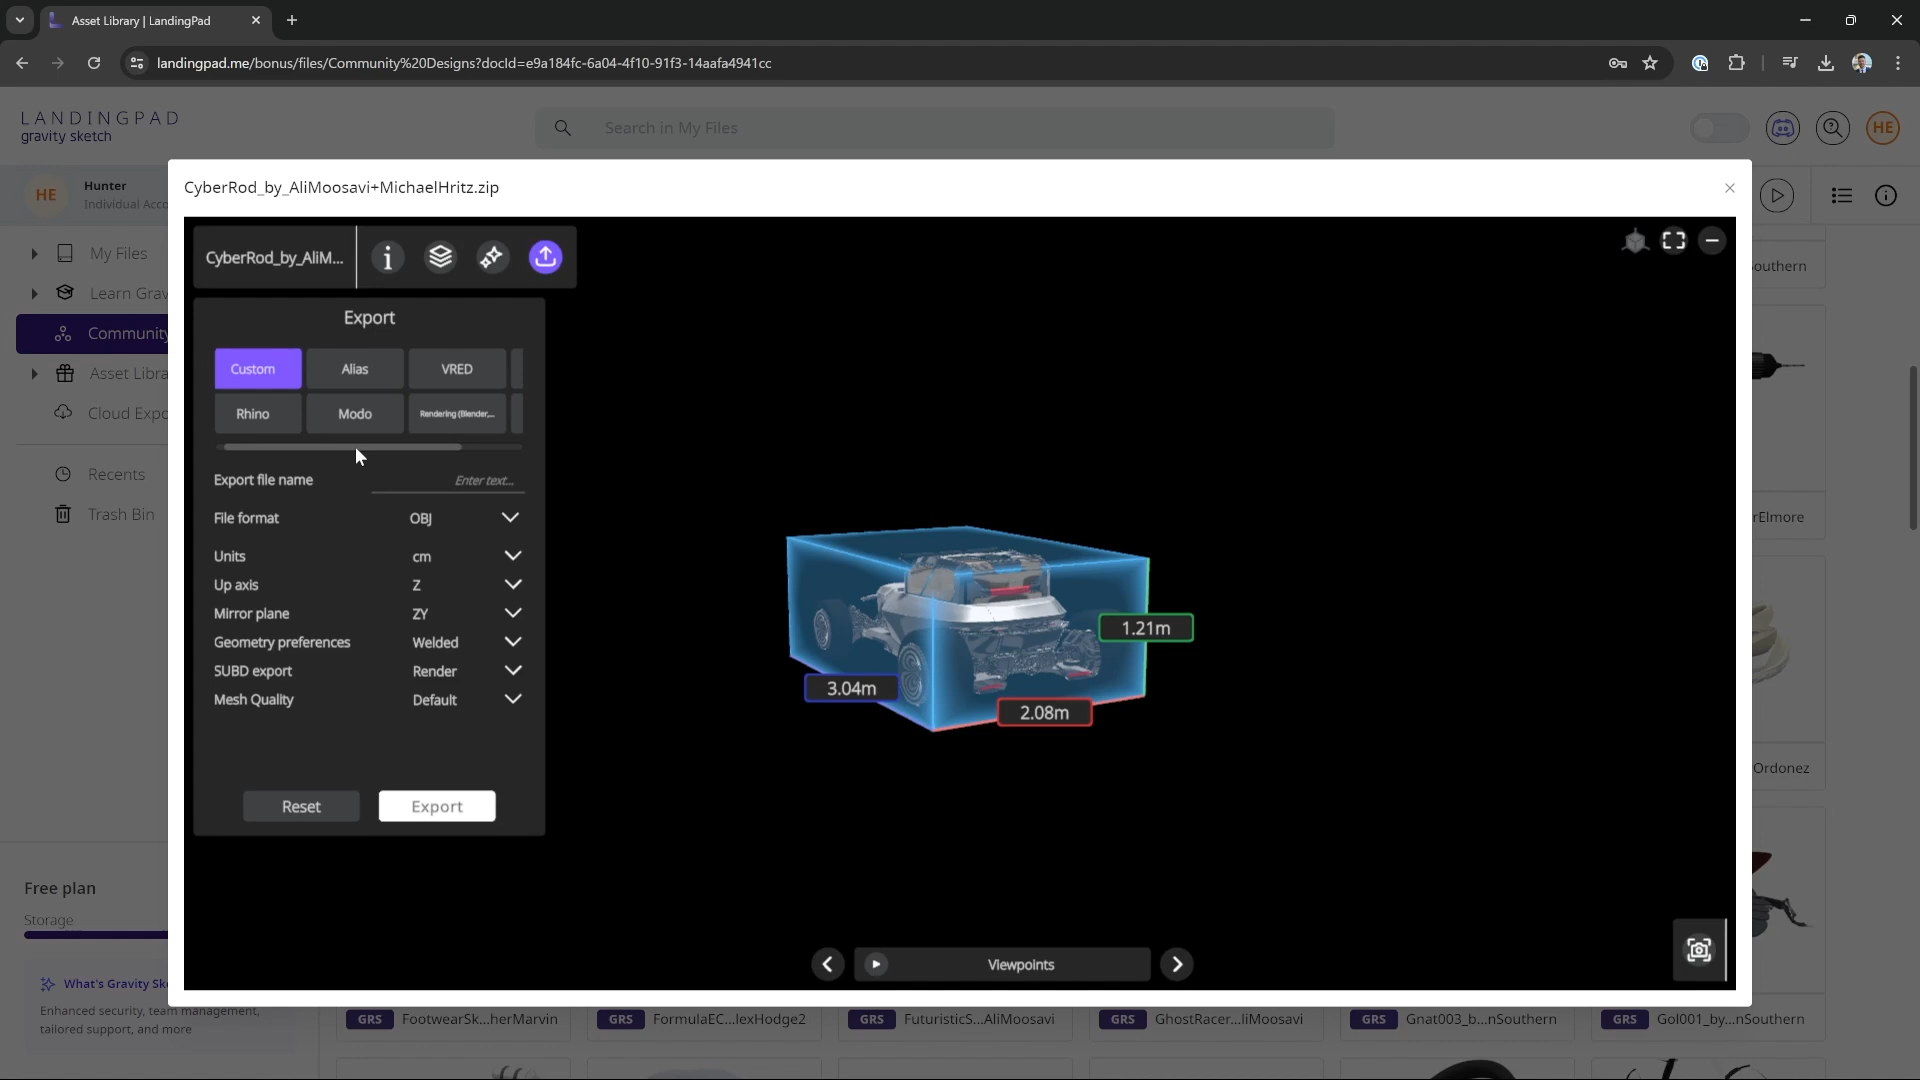 Asset Library | LandingPad
landingpad.me/bonus/files/Community%20Designs?docId=e9a184fc-6a04-4f10-91f3-14aafa4941cc
LANDINGPAD
gravity sketch
Search in My Files
HE
HE
Hunter
Individual Acco
CyberRod_by_AliMoosavi+MichaelHritz.zip
My Files
Learn Grav
Community
Asset Libra
Cloud Expo
Recents
Trash Bin
Free plan
Storage
What's Gravity Sk
Enhanced security, team management,
tailored support, and more
CyberRod_by_AliM...
Export
Custom
Alias
VRED
Rhino
Modo
Rendering (Blender,...
Export file name
Enter text...
File format
OBJ
Units
cm
Up axis
Z
Mirror plane
ZY
Geometry preferences
Welded
SUBD export
Render
Mesh Quality
Default
Reset
Export
1.21m
3.04m
2.08m
Viewpoints
outhern
rElmore
Ordonez
GRS FootwearSk...herMarvin
GRS FormulaEC...lexHodge2
GRS FuturisticS...AliMoosavi
GRS GhostRacer...liMoosavi
GRS Gnat003_b...nSouthern
GRS Gol001_by...nSouthern